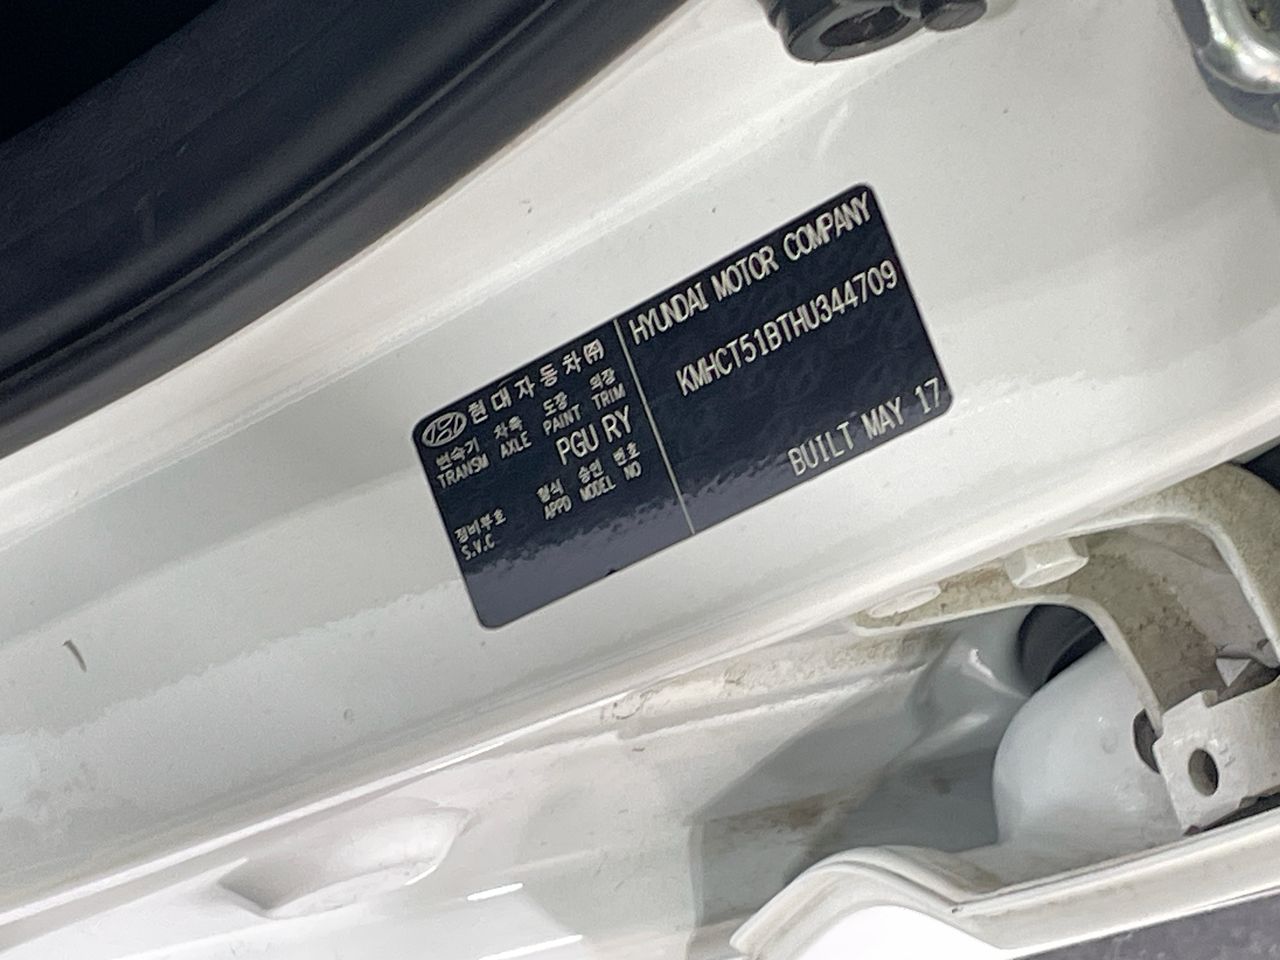 현대자동차㈜
변속기 차축 도장 의장
TRANSM AXLE PAINT TRIM
PGU RY
형식 승인 번호
APPD MODEL NO
정비부호
S.V.C
HYUNDAI MOTOR COMPANY
KMHCT51BTHU344709
BUILT MAY 17